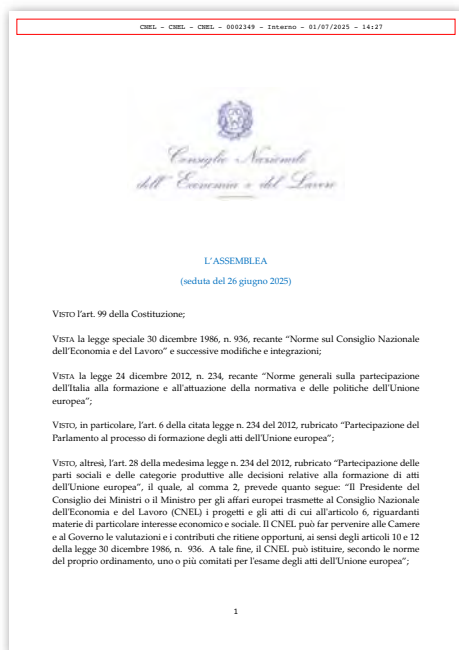 CNEL - CNEL - CNEL - 0002349 - Interno - 01/07/2025 - 14:27
Consiglio Nazionale
dell'Economia e del Lavoro
L'ASSEMBLEA
(seduta del 26 giugno 2025)
VISTO l'art. 99 della Costituzione;
VISTA la legge speciale 30 dicembre 1986, n. 936, recante “Norme sul Consiglio Nazionale
dell'Economia e del Lavoro” e successive modifiche e integrazioni;
VISTA la legge 24 dicembre 2012, n. 234, recante “Norme generali sulla partecipazione
dell'Italia alla formazione e all'attuazione della normativa e delle politiche dell'Unione
europea”;
VISTO, in particolare, l'art. 6 della citata legge n. 234 del 2012, rubricato “Partecipazione del
Parlamento al processo di formazione degli atti dell'Unione europea”;
VISTO, altresì, l'art. 28 della medesima legge n. 234 del 2012, rubricato “Partecipazione delle
parti sociali e delle categorie produttive alle decisioni relative alla formazione di atti
dell'Unione europea”, il quale, al comma 2, prevede quanto segue: “Il Presidente del
Consiglio dei Ministri o il Ministro per gli affari europei trasmette al Consiglio Nazionale
dell'Economia e del Lavoro (CNEL) i progetti e gli atti di cui all'articolo 6, riguardanti
materie di particolare interesse economico e sociale. Il CNEL può far pervenire alle Camere
e al Governo le valutazioni e i contributi che ritiene opportuni, ai sensi degli articoli 10 e 12
della legge 30 dicembre 1986, n. 936. A tale fine, il CNEL può istituire, secondo le norme
del proprio ordinamento, uno o più comitati per l'esame degli atti dell'Unione europea”;
1